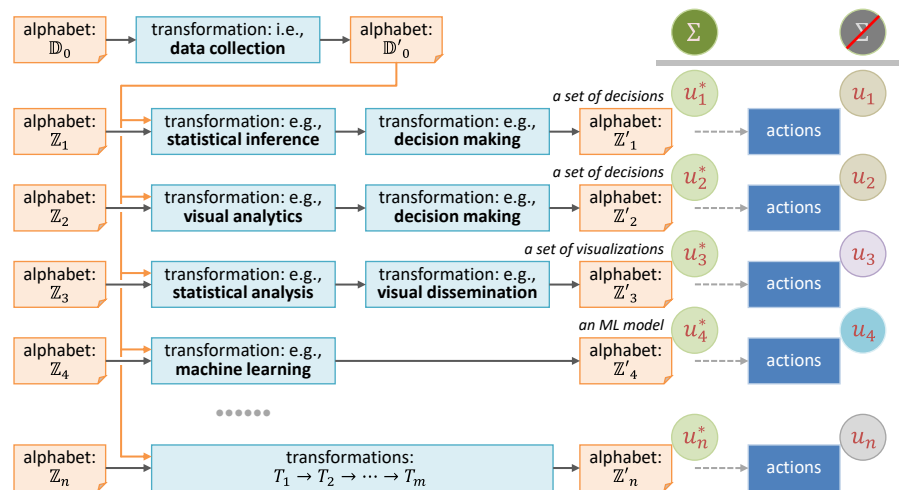 alphabet:
𝔻₀
transformation: i.e.,
data collection
alphabet:
𝔻′₀
Σ
Σ
a set of decisions
alphabet:
ℤ₁
transformation: e.g.,
statistical inference
transformation: e.g.,
decision making
alphabet:
ℤ′₁
u₁*
actions
u₁
a set of decisions
alphabet:
ℤ₂
transformation: e.g.,
visual analytics
transformation: e.g.,
decision making
alphabet:
ℤ′₂
u₂*
actions
u₂
a set of visualizations
alphabet:
ℤ₃
transformation: e.g.,
statistical analysis
transformation: e.g.,
visual dissemination
alphabet:
ℤ′₃
u₃*
actions
u₃
an ML model
alphabet:
ℤ₄
transformation: e.g.,
machine learning
alphabet:
ℤ′₄
u₄*
actions
u₄
alphabet:
ℤₙ
transformations:
T₁ → T₂ → ⋯ → Tₘ
alphabet:
ℤ′ₙ
uₙ*
actions
uₙ